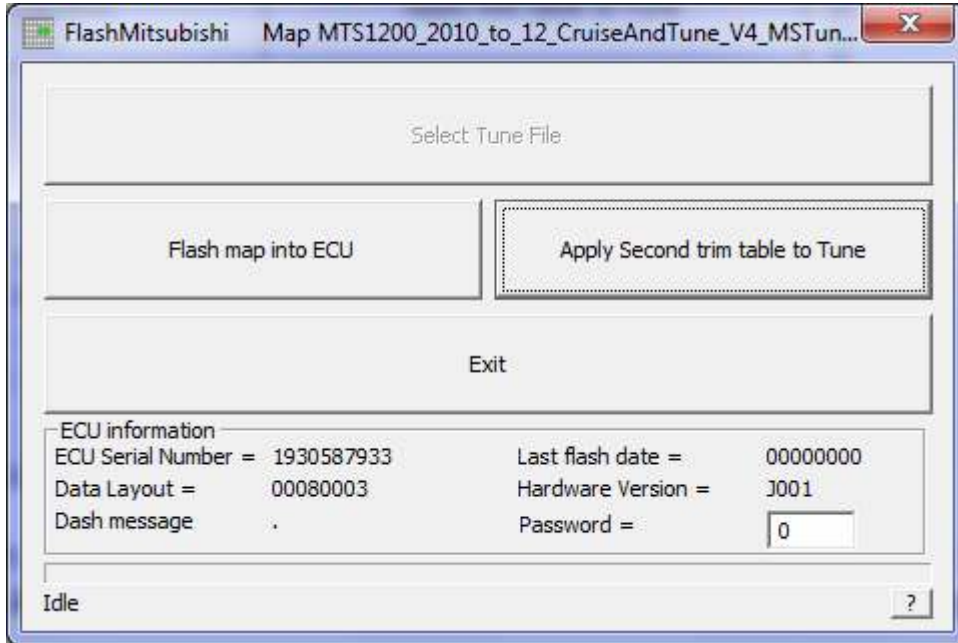 FlashMitsubishi Map MTS1200_2010_to_12_CruiseAndTune_V4_MSTun...
Select Tune File
Flash map into ECU Apply Second trim table to Tune
Exit
ECU information
ECU Serial Number = 1930587933 Last flash date = 00000000
Data Layout = 00080003 Hardware Version = J001
Dash message . Password = 0
Idle ?